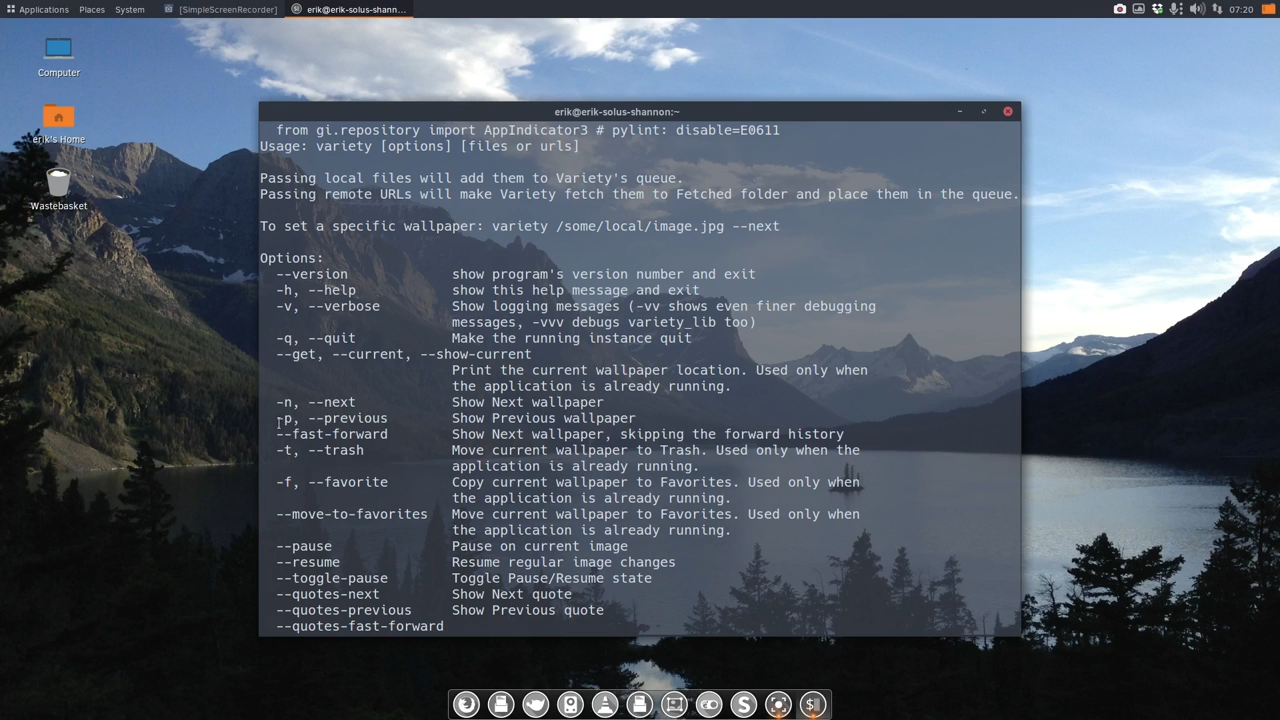 Applications Places System [SimpleScreenRecorder] erik@erik-solus-shann... 07:20
Computer
erik's Home
Wastebasket
erik@erik-solus-shannon:~
from gi.repository import AppIndicator3 # pylint: disable=E0611
Usage: variety [options] [files or urls]
Passing local files will add them to Variety's queue.
Passing remote URLs will make Variety fetch them to Fetched folder and place them in the queue.
To set a specific wallpaper: variety /some/local/image.jpg --next
Options:
--version show program's version number and exit
-h, --help show this help message and exit
-v, --verbose Show logging messages (-vv shows even finer debugging
messages, -vvv debugs variety_lib too)
-q, --quit Make the running instance quit
--get, --current, --show-current
Print the current wallpaper location. Used only when
the application is already running.
-n, --next Show Next wallpaper
-p, --previous Show Previous wallpaper
--fast-forward Show Next wallpaper, skipping the forward history
-t, --trash Move current wallpaper to Trash. Used only when the
application is already running.
-f, --favorite Copy current wallpaper to Favorites. Used only when
the application is already running.
--move-to-favorites Move current wallpaper to Favorites. Used only when
the application is already running.
--pause Pause on current image
--resume Resume regular image changes
--toggle-pause Toggle Pause/Resume state
--quotes-next Show Next quote
--quotes-previous Show Previous quote
--quotes-fast-forward